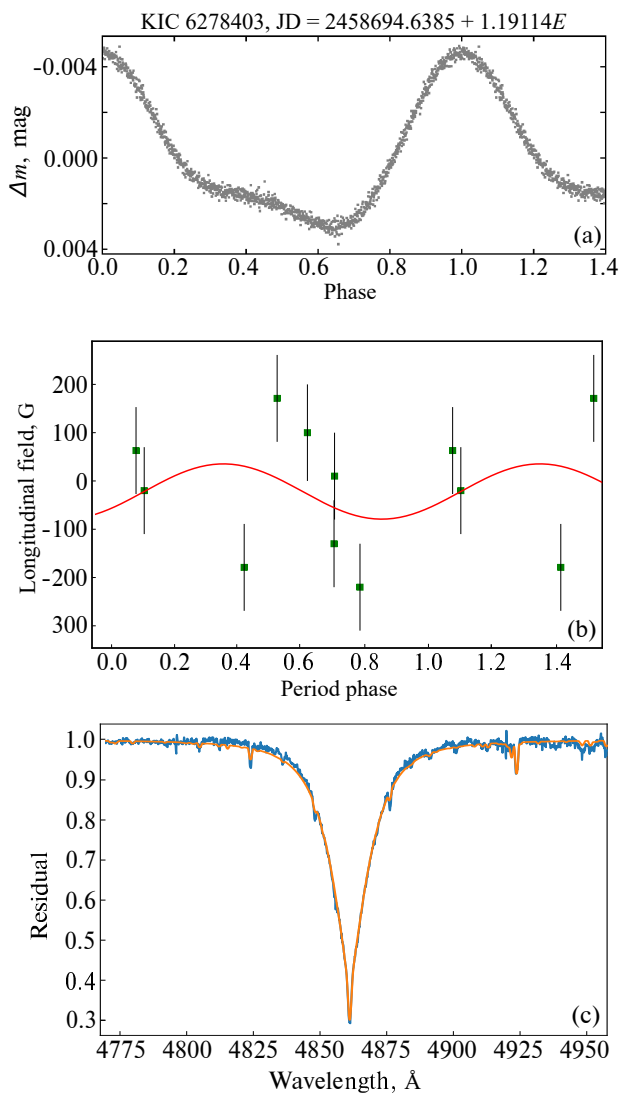 KIC 6278403, JD = 2458694.6385 + 1.19114E
-0.004
0.000
0.004
Δm, mag
(a)
0.0 0.2 0.4 0.6 0.8 1.0 1.2 1.4
Phase
200
100
0
-100
-200
300
Longitudinal field, G
(b)
0.0 0.2 0.4 0.6 0.8 1.0 1.2 1.4
Period phase
1.0
0.9
0.8
0.7
0.6
0.5
0.4
0.3
Residual
(c)
4775 4800 4825 4850 4875 4900 4925 4950
Wavelength, Å